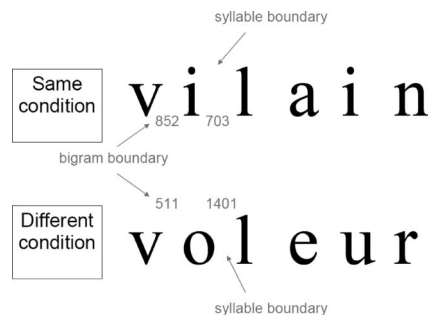 syllable boundary
Same condition
v i l a i n
852 703
bigram boundary
511 1401
Different condition
v o l e u r
syllable boundary